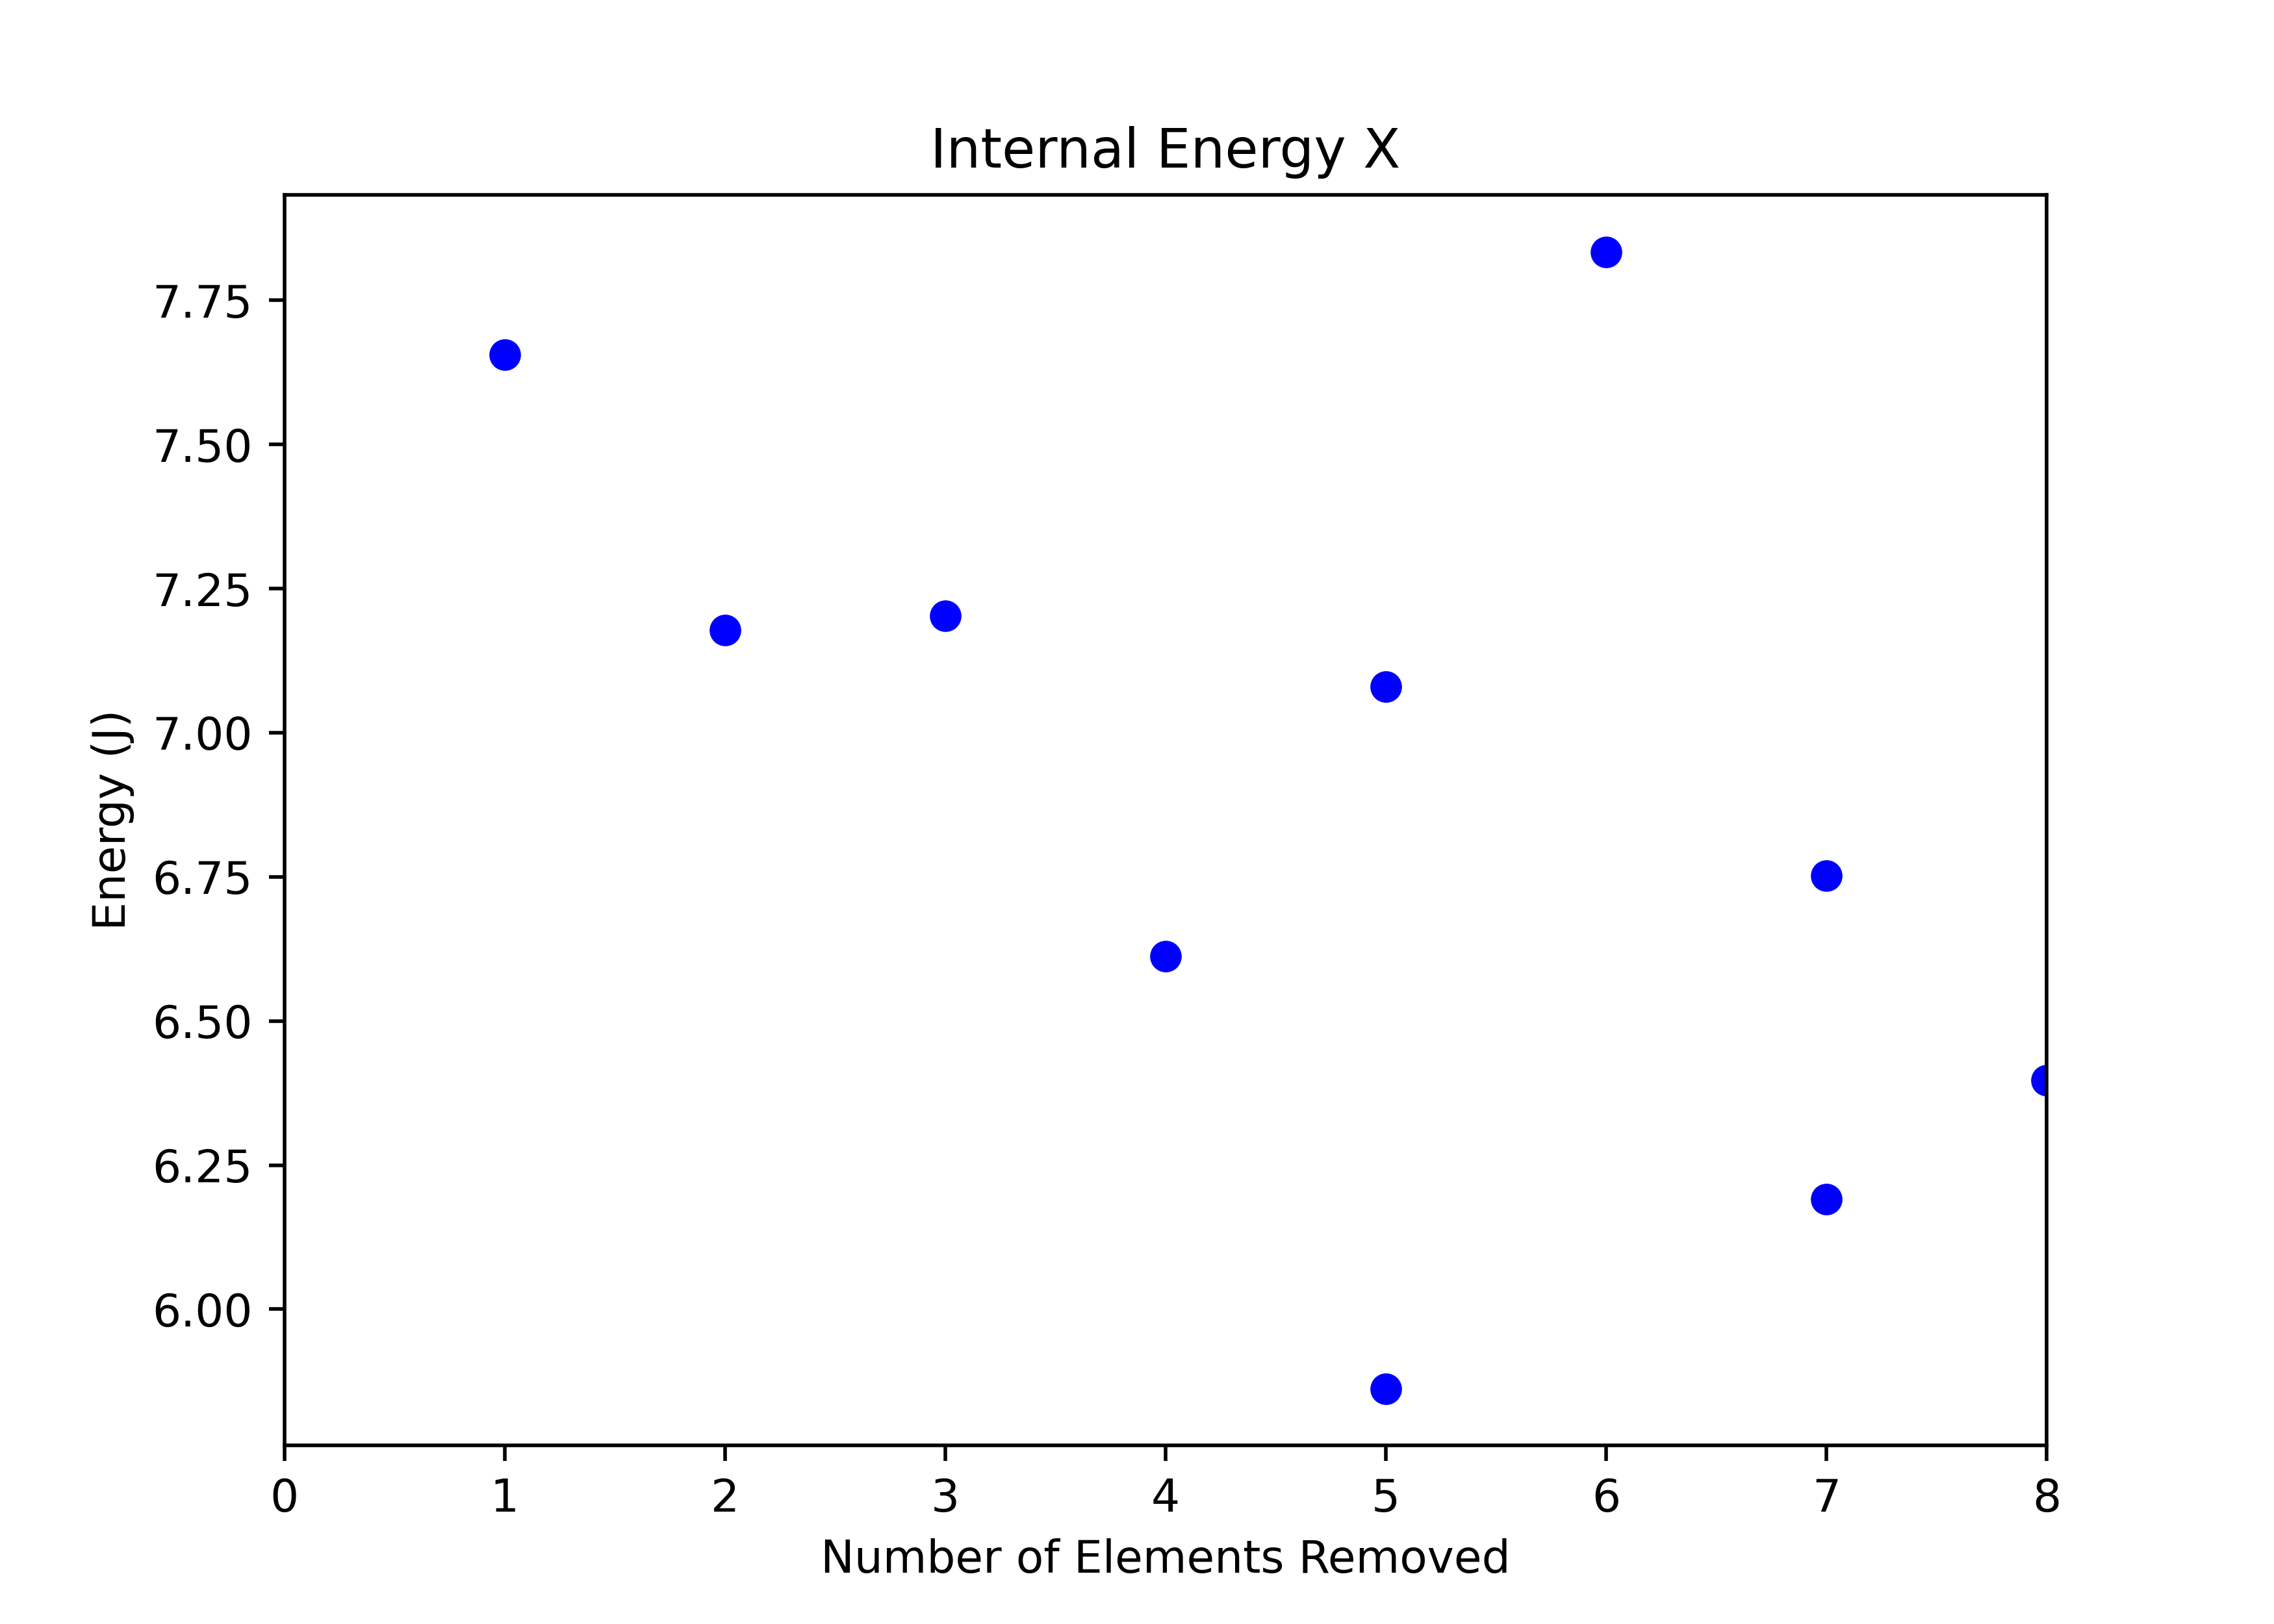 Internal Energy X
7.75
7.50
7.25
7.00
6.75
6.50
6.25
6.00
Energy (J)
0 1 2 3 4 5 6 7 8
Number of Elements Removed